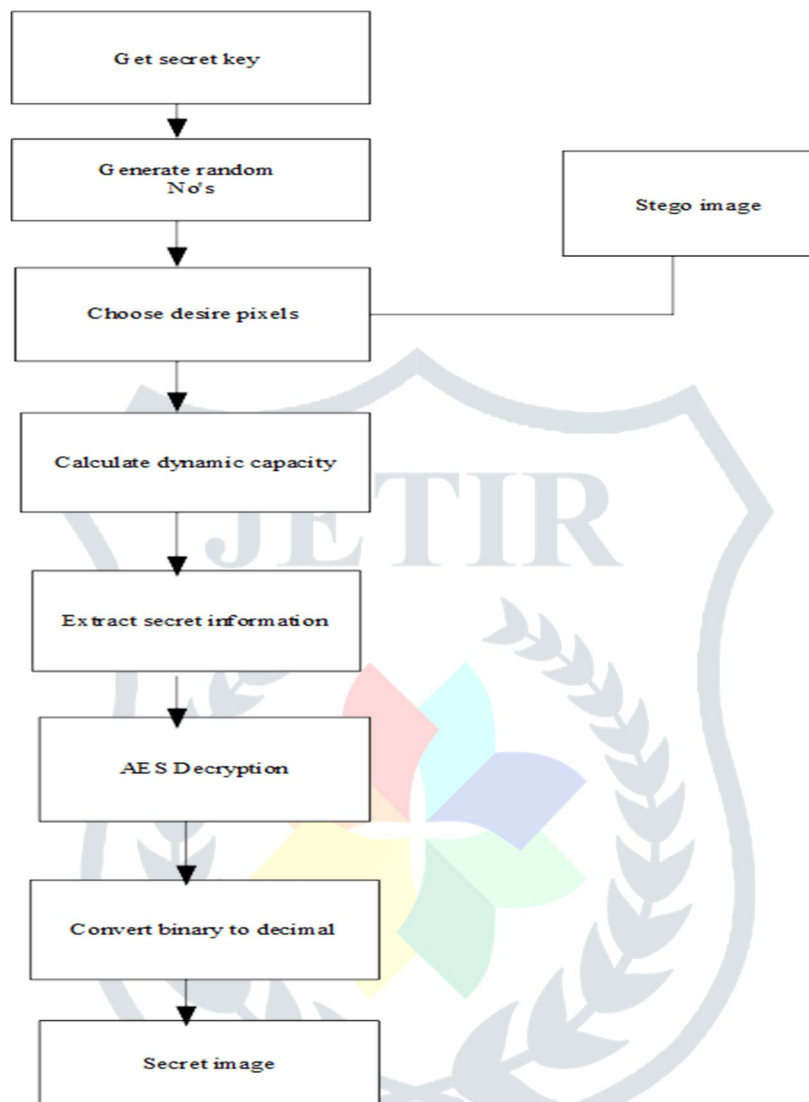 Get secret key
Generate random
No's
Stego image
Choose desire pixels
Calculate dynamic capacity
JETIR
Extract secret information
AES Decryption
Convert binary to decimal
Secret image